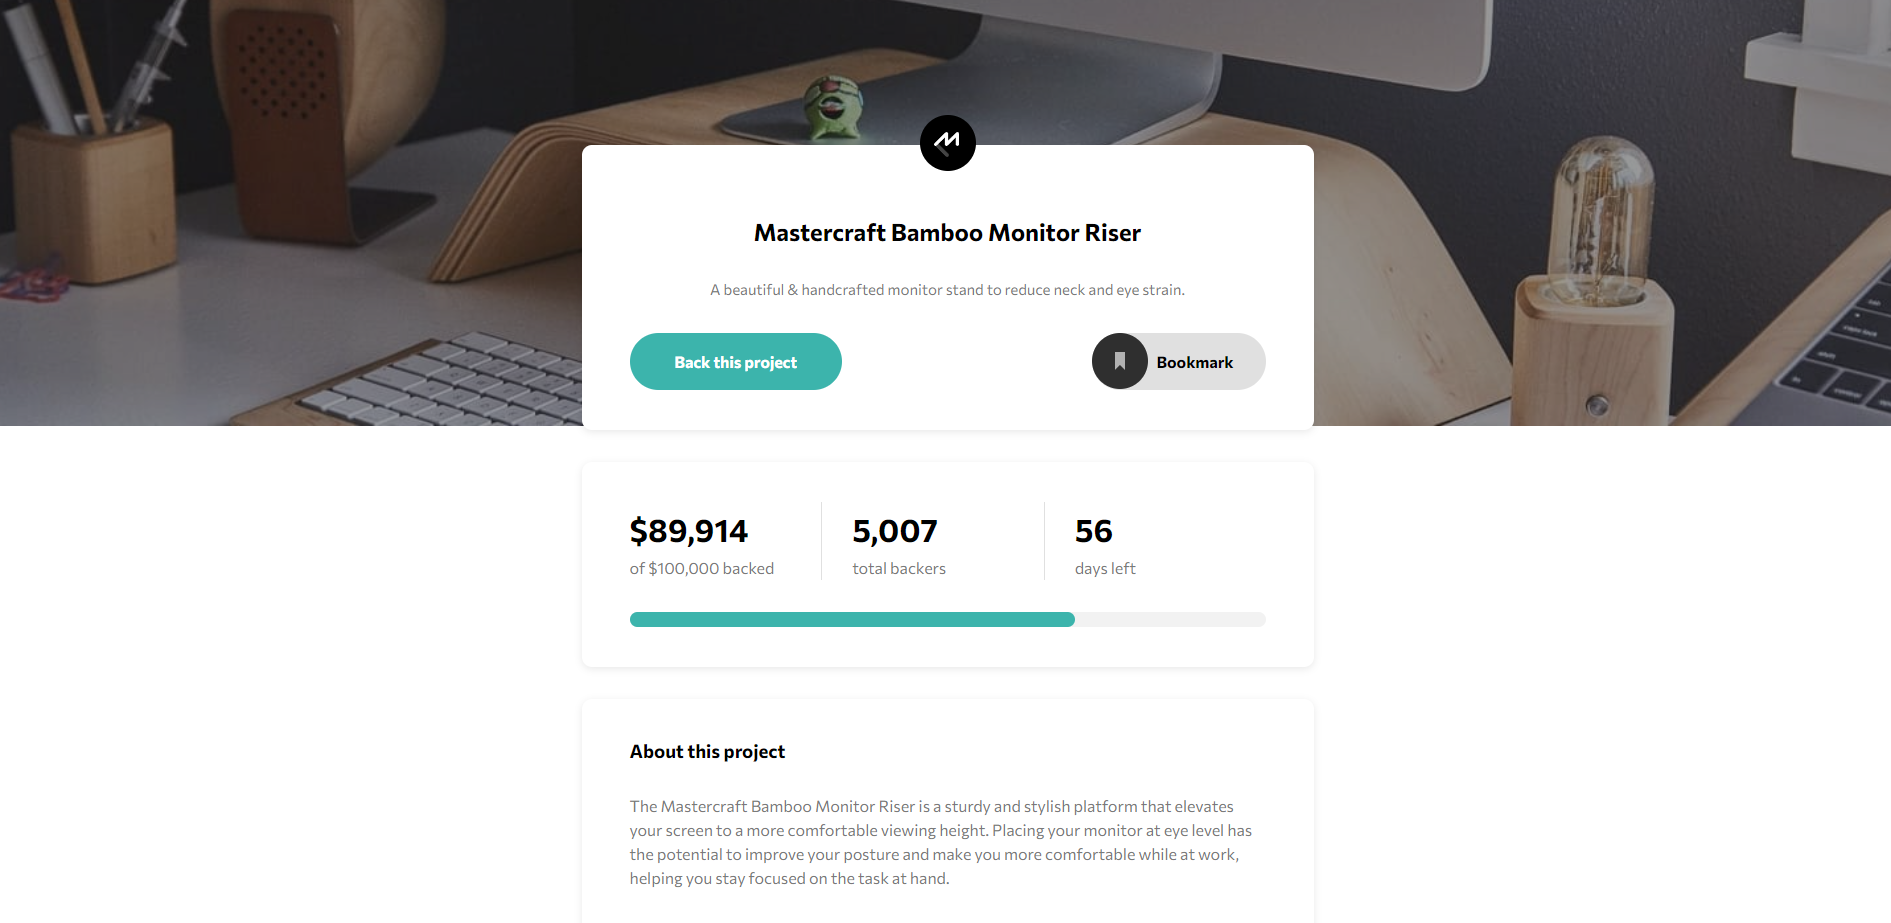 Mastercraft Bamboo Monitor Riser
A beautiful & handcrafted monitor stand to reduce neck and eye strain.
Back this project
Bookmark
$89,914
5,007
56
of $100,000 backed
total backers
days left
About this project
The Mastercraft Bamboo Monitor Riser is a sturdy and stylish platform that elevates
your screen to a more comfortable viewing height. Placing your monitor at eye level has
the potential to improve your posture and make you more comfortable while at work,
helping you stay focused on the task at hand.